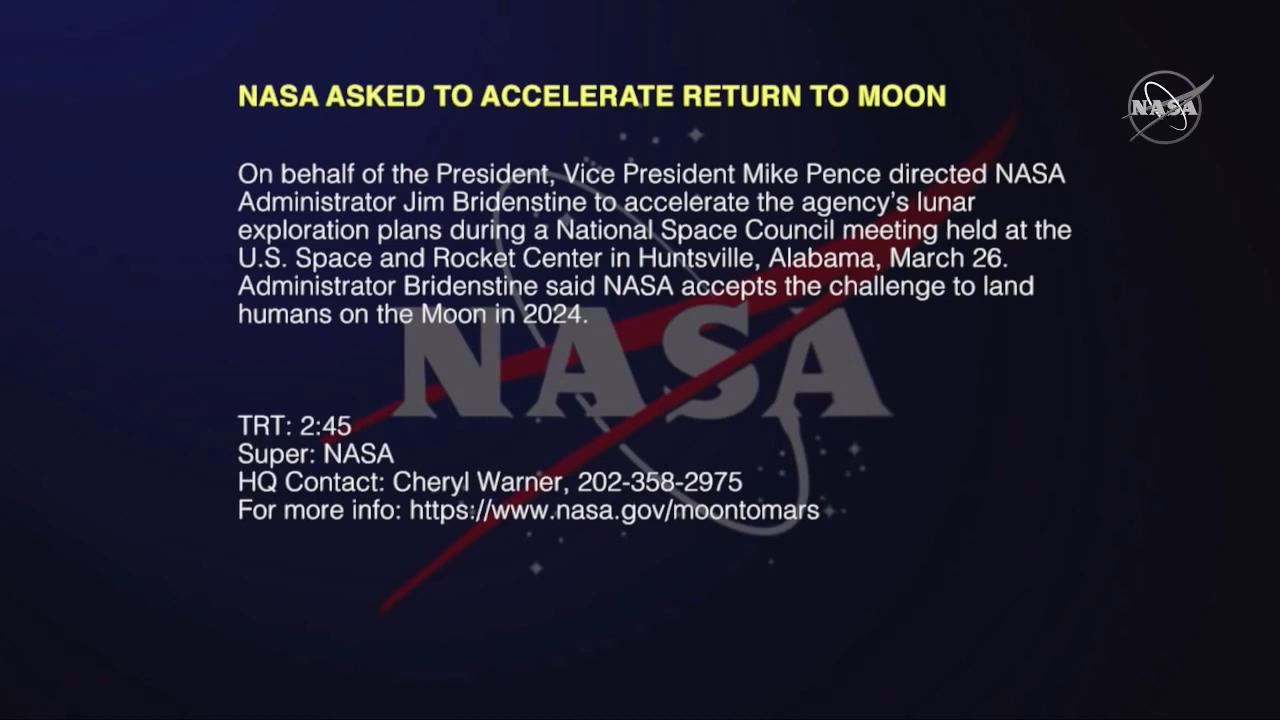 NASA ASKED TO ACCELERATE RETURN TO MOON
NASA
On behalf of the President, Vice President Mike Pence directed NASA
Administrator Jim Bridenstine to accelerate the agency’s lunar
exploration plans during a National Space Council meeting held at the
U.S. Space and Rocket Center in Huntsville, Alabama, March 26.
Administrator Bridenstine said NASA accepts the challenge to land
humans on the Moon in 2024.
NASA
TRT: 2:45
Super: NASA
HQ Contact: Cheryl Warner, 202-358-2975
For more info: https://www.nasa.gov/moontomars